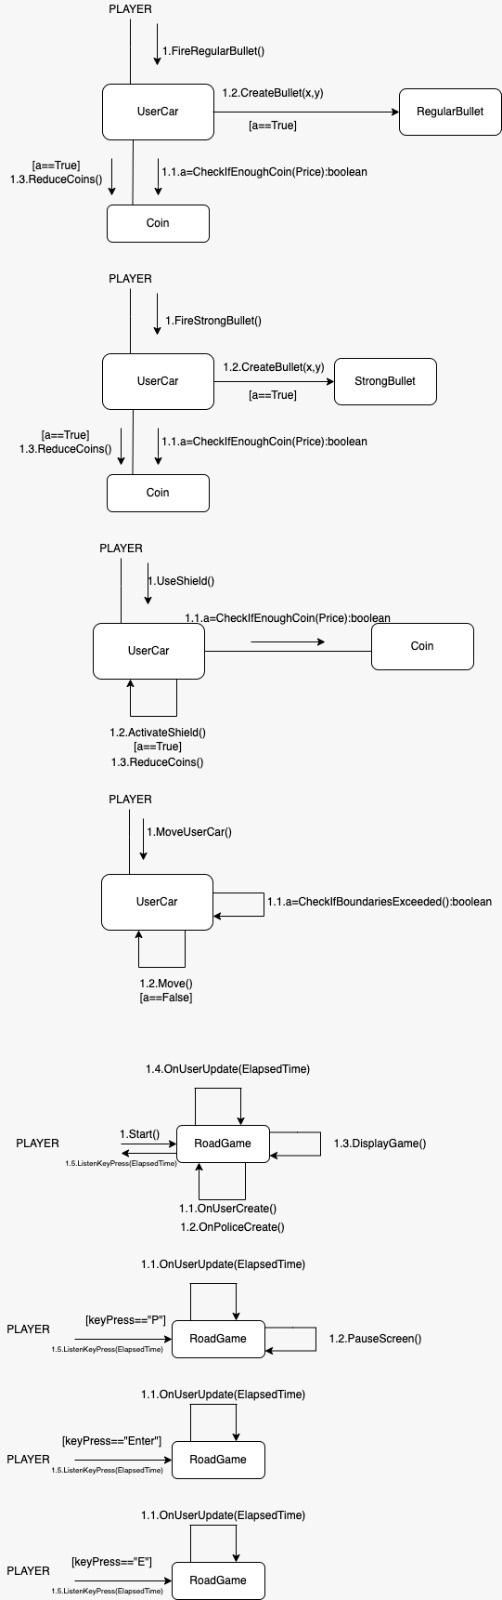 PLAYER
1.FireRegularBullet()
1.2.CreateBullet(x,y)
UserCar
RegularBullet
[a==True]
[a==True]
1.3.ReduceCoins()
1.1.a=CheckIfEnoughCoin(Price):boolean
Coin
PLAYER
1.FireStrongBullet()
1.2.CreateBullet(x,y)
UserCar
StrongBullet
[a==True]
[a==True]
1.3.ReduceCoins()
1.1.a=CheckIfEnoughCoin(Price):boolean
Coin
PLAYER
1.UseShield()
1.1.a=CheckIfEnoughCoin(Price):boolean
UserCar
Coin
1.2.ActivateShield()
[a==True]
1.3.ReduceCoins()
PLAYER
1.MoveUserCar()
UserCar
1.1.a=CheckIfBoundariesExceeded():boolean
1.2.Move()
[a==False]
1.4.OnUserUpdate(ElapsedTime)
1.Start()
PLAYER
RoadGame
1.3.DisplayGame()
1.5.ListenKeyPress(ElapsedTime)
1.1.OnUserCreate()
1.2.OnPoliceCreate()
1.1.OnUserUpdate(ElapsedTime)
[keyPress=="P"]
PLAYER
RoadGame
1.2.PauseScreen()
1.5.ListenKeyPress(ElapsedTime)
1.1.OnUserUpdate(ElapsedTime)
[keyPress=="Enter"]
PLAYER
RoadGame
1.5.ListenKeyPress(ElapsedTime)
1.1.OnUserUpdate(ElapsedTime)
[keyPress=="E"]
PLAYER
RoadGame
1.5.ListenKeyPress(ElapsedTime)